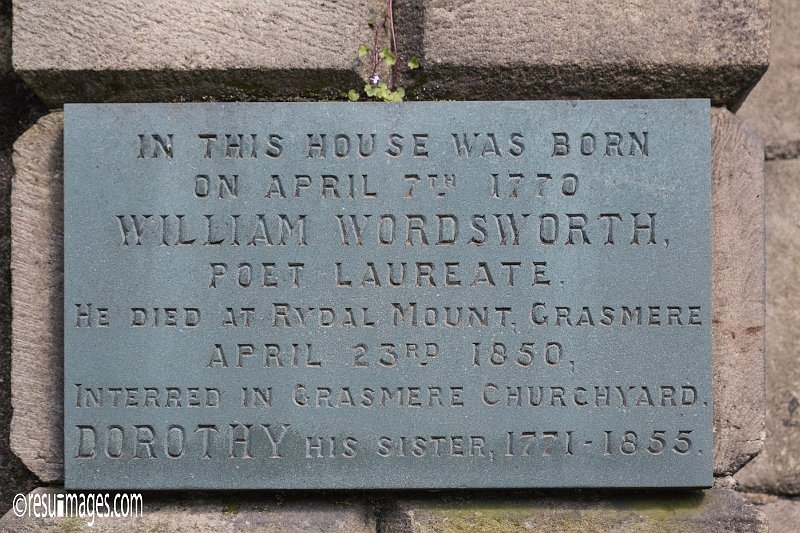 IN THIS HOUSE WAS BORN
ON APRIL 7TH 1770
WILLIAM WORDSWORTH,
POET LAUREATE.
HE DIED AT RYDAL MOUNT, GRASMERE
APRIL 23RD 1850,
INTERRED IN GRASMERE CHURCHYARD.
DOROTHY HIS SISTER, 1771-1855.
©resulimages.com